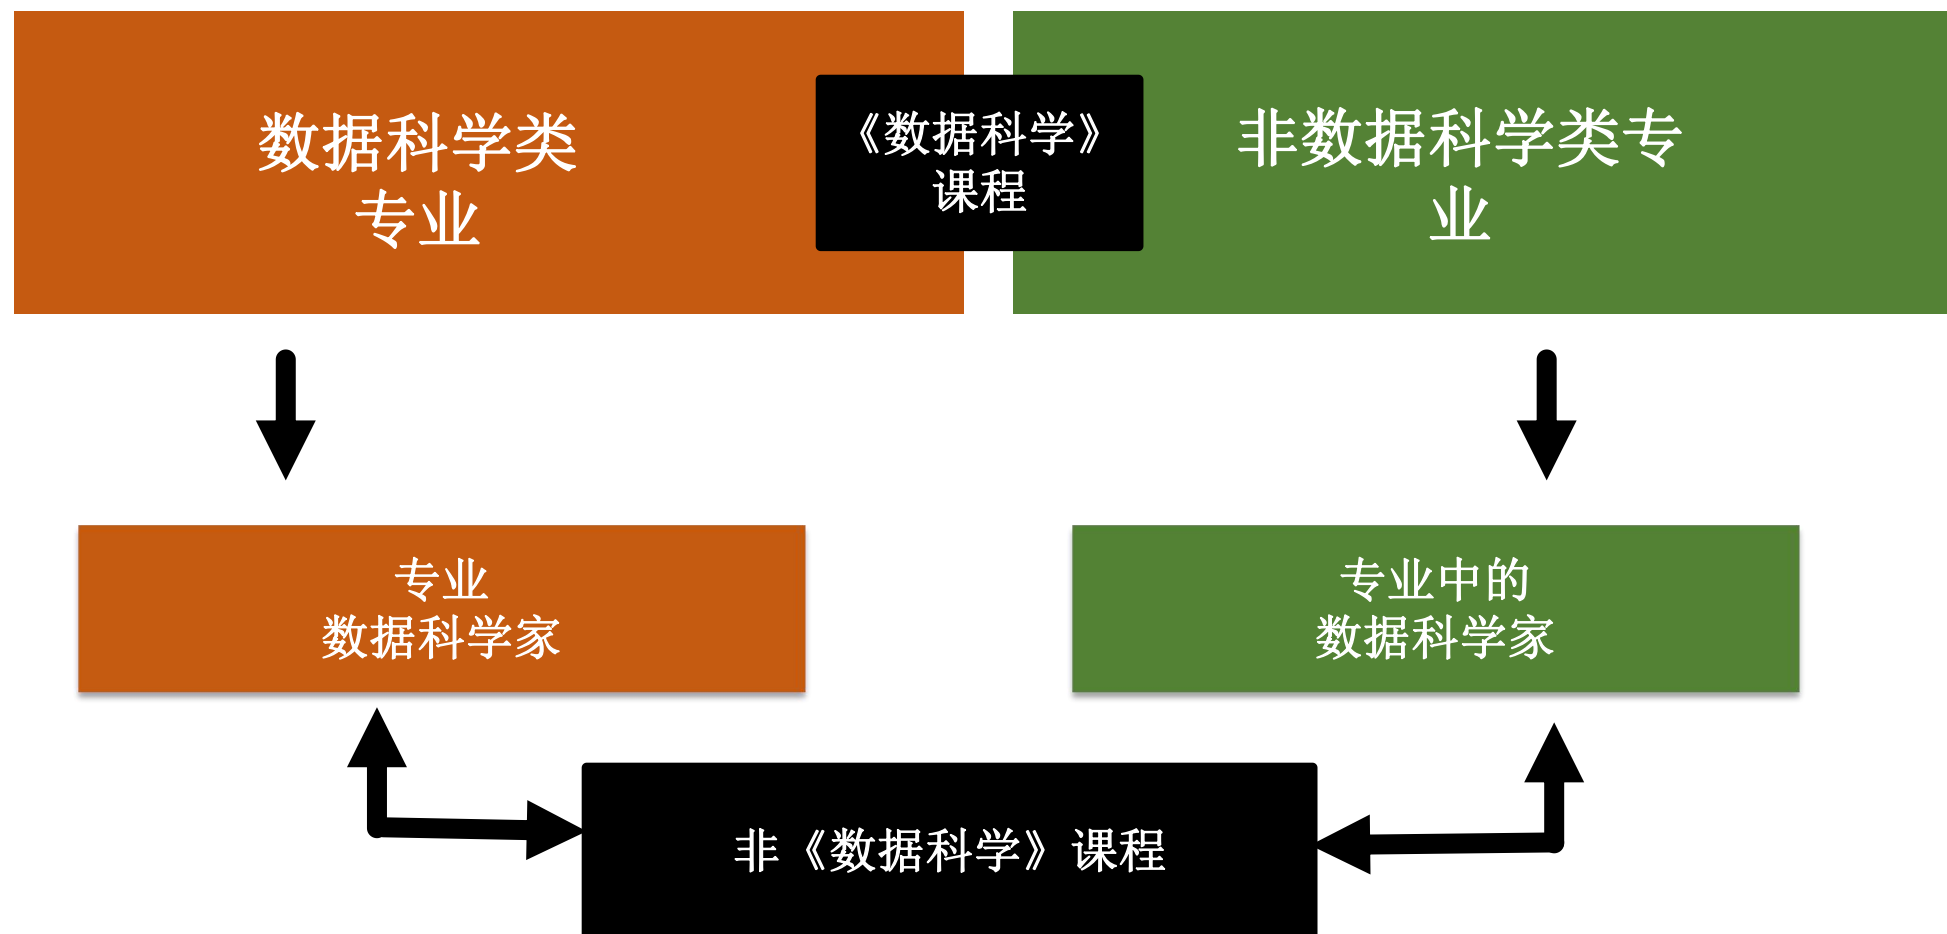 数据科学类
专业
《数据科学》
课程
非数据科学类专
业
专业
数据科学家
专业中的
数据科学家
非《数据科学》课程